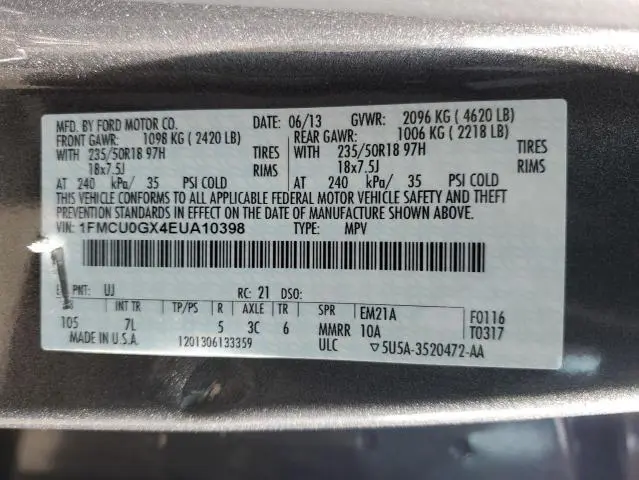 MFD. BY FORD MOTOR CO. DATE: 06/13 GVWR: 2096 KG ( 4620 LB)
FRONT GAWR: 1098 KG ( 2420 LB) REAR GAWR: 1006 KG ( 2218 LB)
WITH 235/50R18 97H TIRES WITH 235/50R18 97H TIRES
18x7.5J RIMS 18x7.5J RIMS
AT 240 kPa/ 35 PSI COLD AT 240 kPa/ 35 PSI COLD
THIS VEHICLE CONFORMS TO ALL APPLICABLE FEDERAL MOTOR VEHICLE SAFETY AND THEFT
PREVENTION STANDARDS IN EFFECT ON THE DATE OF MANUFACTURE SHOWN ABOVE.
VIN: 1FMCU0GX4EUA10398 TYPE: MPV
PNT: UJ RC: 21 DSO:
INT TR TP/PS R AXLE TR SPR EM21A F0116
105 7L 5 3C 6 MMRR 10A T0317
MADE IN U.S.A. 1201306133359 ULC ▽5U5A-3520472-AA